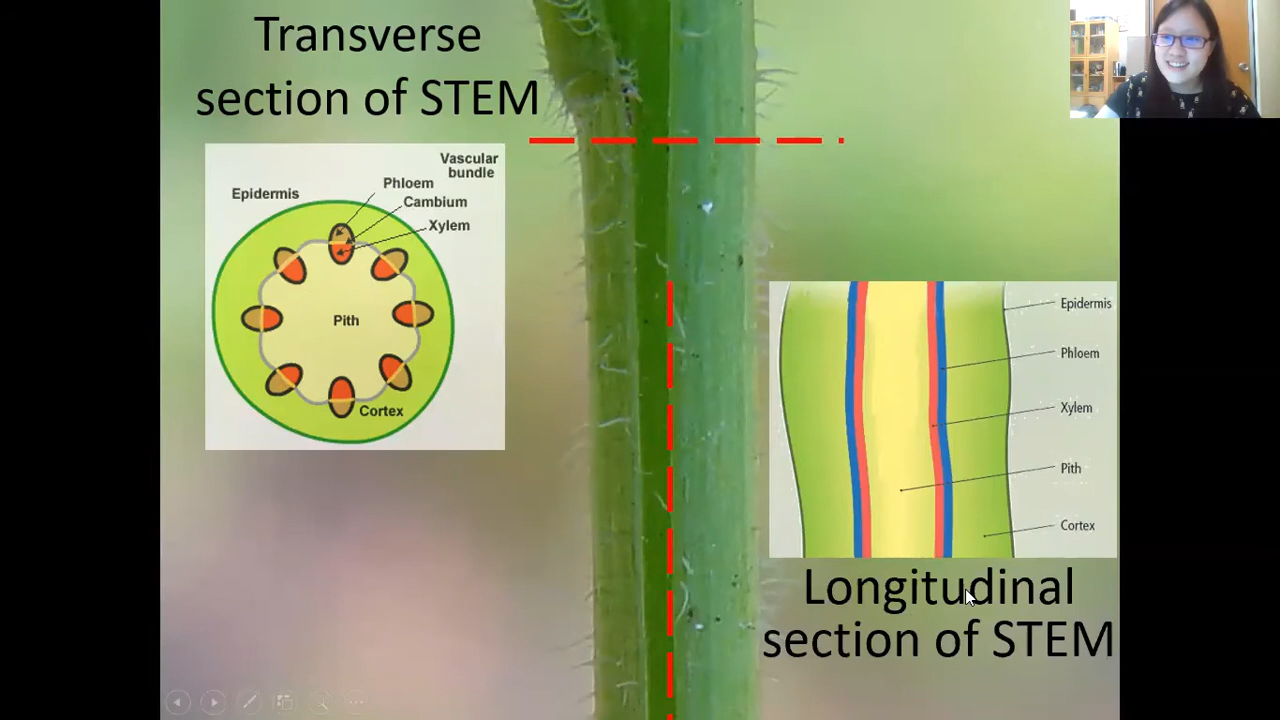 Transverse
section of STEM
Vascular
bundle
Phloem
Epidermis
Cambium
Xylem
Pith
Cortex
Epidermis
Phloem
Xylem
Pith
Cortex
Longitudinal
section of STEM